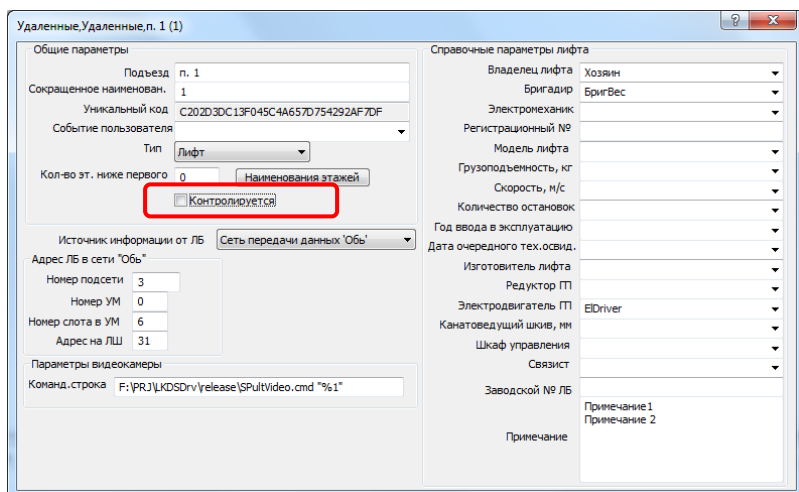 Удаленные,Удаленные,п. 1 (1)
Общие параметры
Подъезд п. 1
Сокращенное наименован. 1
Уникальный код C202D3DC13F045C4A657D754292AF7DF
Событие пользователя
Тип Лифт
Кол-во эт. ниже первого 0 Наименования этажей
Контролируется
Источник информации от ЛБ Сеть передачи данных 'Обь'
Адрес ЛБ в сети "Обь"
Номер подсети 3
Номер УМ 0
Номер слота в УМ 6
Адрес на ЛШ 31
Параметры видеокамеры
Команд.строка F:\PRJ\LKDSDrv\release\SPultVideo.cmd "%1"
Справочные параметры лифта
Владелец лифта Хозяин
Бригадир БригВес
Электромеханик
Регистрационный №
Модель лифта
Грузоподъемность, кг
Скорость, м/с
Количество остановок
Год ввода в эксплуатацию
Дата очередного тех.освид.
Изготовитель лифта
Редуктор ГП
Электродвигатель ГП ElDriver
Канатоведущий шкив, мм
Шкаф управления
Связист
Заводской № ЛБ
Примечание1
Примечание 2
Примечание